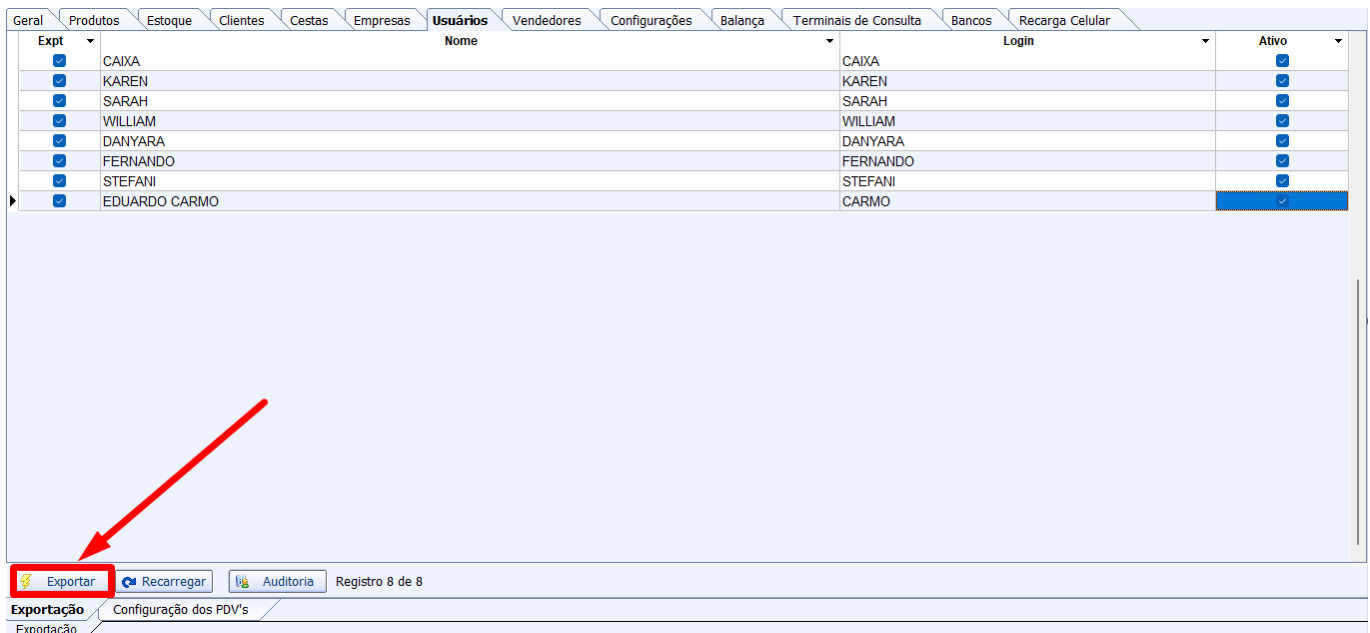 Geral Produtos Estoque Clientes Cestas Empresas Usuários Vendedores Configurações Balança Terminais de Consulta Bancos Recarga Celular
Expt Nome Login Ativo
CAIXA CAIXA
KAREN KAREN
SARAH SARAH
WILLIAM WILLIAM
DANYARA DANYARA
FERNANDO FERNANDO
STEFANI STEFANI
EDUARDO CARMO CARMO
Exportar Recarregar Auditoria Registro 8 de 8
Exportação Configuração dos PDV's
Exportação